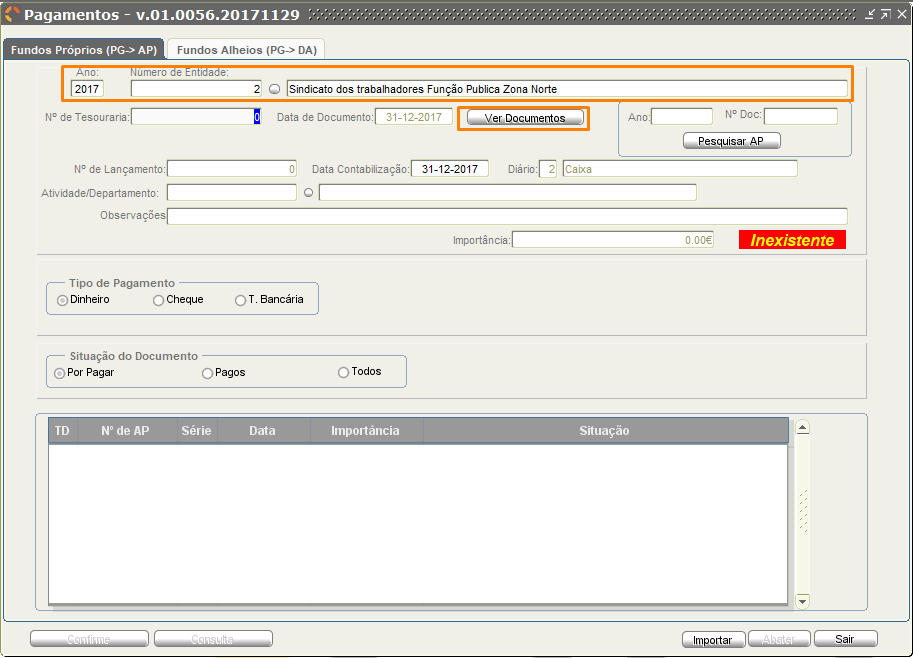 Pagamentos - v.01.0056.20171129
Fundos Próprios (PG-> AP) Fundos Alheios (PG-> DA)
Ano: Número de Entidade:
2017 2 Sindicato dos trabalhadores Função Publica Zona Norte
Nº de Tesouraria: 0 Data de Documento: 31-12-2017 Ver Documentos Ano: Nº Doc:
Pesquisar AP
Nº de Lançamento: 0 Data Contabilização: 31-12-2017 Diário: 2 Caixa
Atividade/Departamento:
Observações
Importância: 0.00€ Inexistente
Tipo de Pagamento
Dinheiro Cheque T. Bancária
Situação do Documento
Por Pagar Pagos Todos
TD Nº de AP Série Data Importância Situação
Confirme Consulta Importar Abater Sair